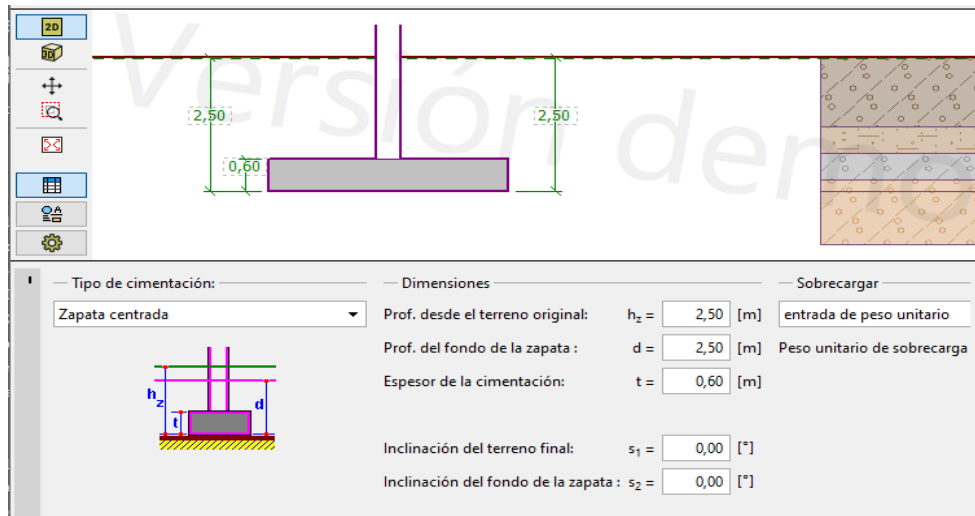 2D
3D
Versión demo
2,50
2,50
0,60
Tipo de cimentación:
Zapata centrada
h z
t
d
Dimensiones
Prof. desde el terreno original: hz = 2,50 [m]
Prof. del fondo de la zapata : d = 2,50 [m]
Espesor de la cimentación: t = 0,60 [m]
Inclinación del terreno final: s1 = 0,00 [°]
Inclinación del fondo de la zapata : s2 = 0,00 [°]
Sobrecargar
entrada de peso unitario
Peso unitario de sobrecarga